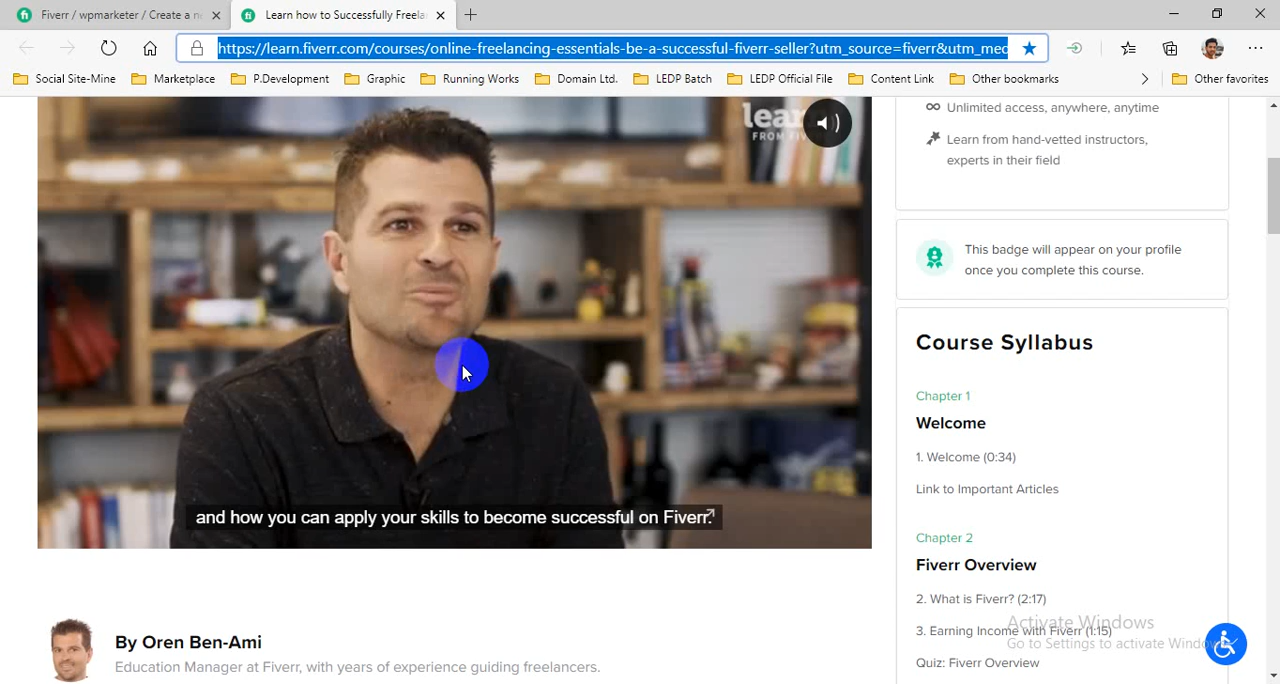 Fiverr / wpmarketer / Create a n
Learn how to Successfully Freela
https://learn.fiverr.com/courses/online-freelancing-essentials-be-a-successful-fiverr-seller?utm_source=fiverr&utm_med
Social Site-Mine
Marketplace
P.Development
Graphic
Running Works
Domain Ltd.
LEDP Batch
LEDP Official File
Content Link
Other bookmarks
Other favorites
lear
FROM FIV
and how you can apply your skills to become successful on Fiverr.
By Oren Ben-Ami
Education Manager at Fiverr, with years of experience guiding freelancers.
Unlimited access, anywhere, anytime
Learn from hand-vetted instructors,
experts in their field
This badge will appear on your profile
once you complete this course.
Course Syllabus
Chapter 1
Welcome
1. Welcome (0:34)
Link to Important Articles
Chapter 2
Fiverr Overview
2. What is Fiverr? (2:17)
3. Earning Income with Fiverr (1:15)
Quiz: Fiverr Overview
Activate Windows
Go to Settings to activate Windo